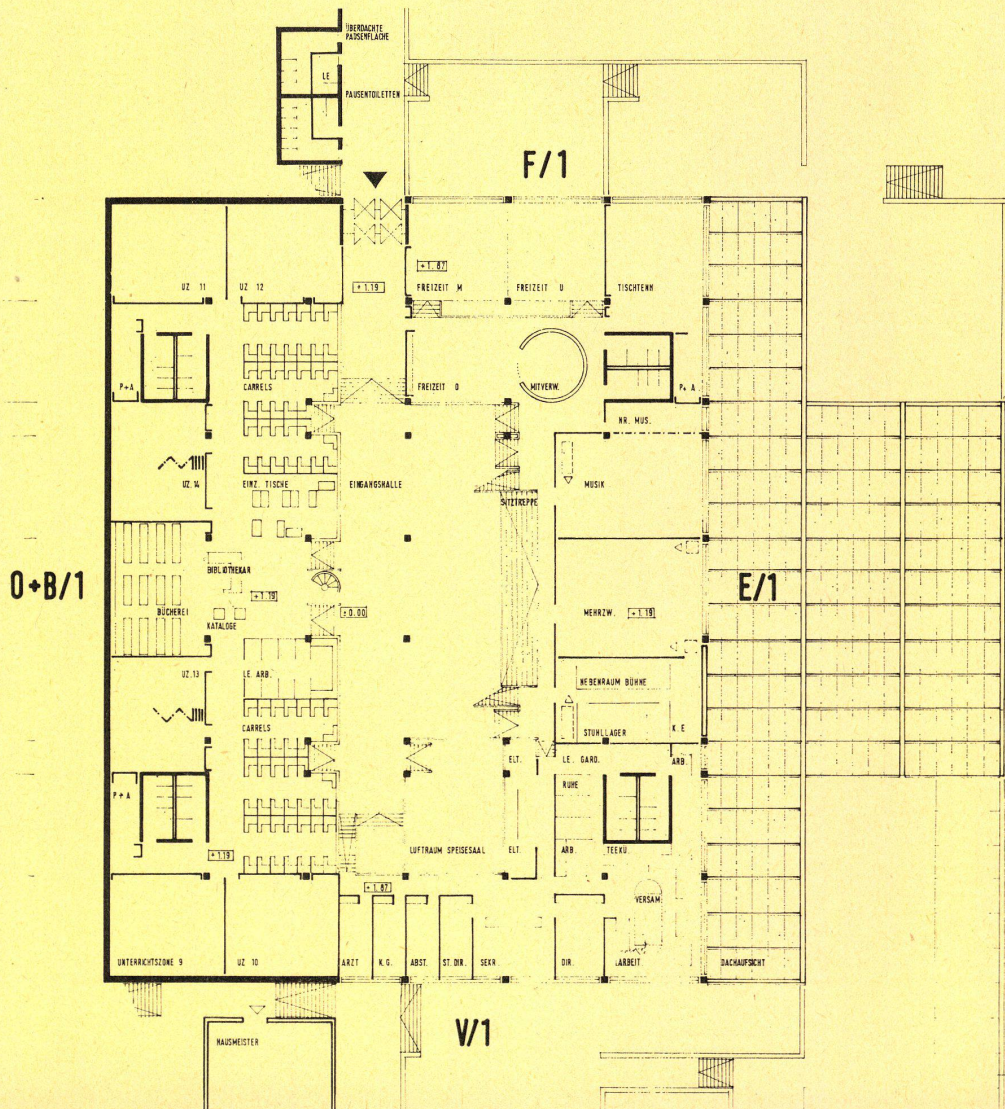 ÜBERDACHTE
PAUSENFLÄCHE
LE
PAUSENTOILETTEN
F/1
+1.87
UZ 11
UZ 12
+1.19
FREIZEIT M
FREIZEIT U
TISCHTENN
P+A
CARRELS
FREIZEIT O
MITVERW.
P+A
NR. MUS.
UZ.14
EINZ. TISCHE
EINGANGSHALLE
SITZTREPPE
MUSIK
O+B/1
BIBLIOTHEKAR
+1.19
BÜCHEREI
KATALOGE
±0.00
MEHRZW.
+1.19
E/1
UZ.13
LE. ARB.
NEBENRAUM BÜHNE
CARRELS
STUHLLAGER
K. E
ELT.
LE. GARD.
ARB.
P+A
RUHE
+1.19
LUFTRAUM SPEISESAAL
ELT.
ARB.
TEEKÜ.
+1.87
VERSAM.
UNTERRICHTSZONE 9
UZ 10
ARZT
K.G.
ABST.
ST. DIR.
SEKR.
DIR.
LARBEIT
DACHAUFSICHT
V/1
HAUSMEISTER